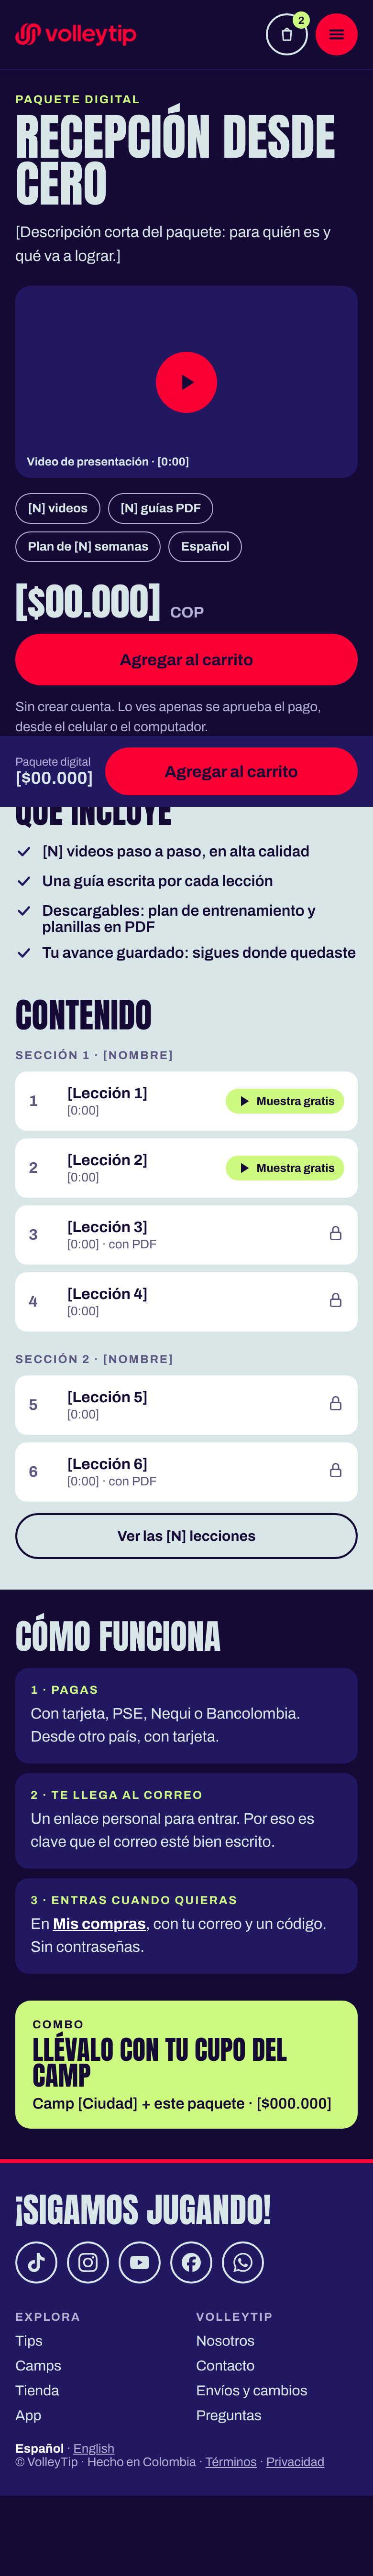 volleytip
2
PAQUETE DIGITAL
RECEPCIÓN DESDE
CERO
[Descripción corta del paquete: para quién es y
qué va a lograr.]
Video de presentación · [0:00]
[N] videos
[N] guías PDF
Plan de [N] semanas
Español
[$00.000] COP
Agregar al carrito
Sin crear cuenta. Lo ves apenas se aprueba el pago,
desde el celular o el computador.
Paquete digital
[$00.000]
Agregar al carrito
QUÉ INCLUYE
[N] videos paso a paso, en alta calidad
Una guía escrita por cada lección
Descargables: plan de entrenamiento y
planillas en PDF
Tu avance guardado: sigues donde quedaste
CONTENIDO
SECCIÓN 1 · [NOMBRE]
1
[Lección 1]
[0:00]
Muestra gratis
2
[Lección 2]
[0:00]
Muestra gratis
3
[Lección 3]
[0:00] · con PDF
4
[Lección 4]
[0:00]
SECCIÓN 2 · [NOMBRE]
5
[Lección 5]
[0:00]
6
[Lección 6]
[0:00] · con PDF
Ver las [N] lecciones
CÓMO FUNCIONA
1 · PAGAS
Con tarjeta, PSE, Nequi o Bancolombia.
Desde otro país, con tarjeta.
2 · TE LLEGA AL CORREO
Un enlace personal para entrar. Por eso es
clave que el correo esté bien escrito.
3 · ENTRAS CUANDO QUIERAS
En Mis compras, con tu correo y un código.
Sin contraseñas.
COMBO
LLÉVALO CON TU CUPO DEL
CAMP
Camp [Ciudad] + este paquete · [$000.000]
¡SIGAMOS JUGANDO!
EXPLORA
Tips
Camps
Tienda
App
VOLLEYTIP
Nosotros
Contacto
Envíos y cambios
Preguntas
Español · English
© VolleyTip · Hecho en Colombia · Términos · Privacidad